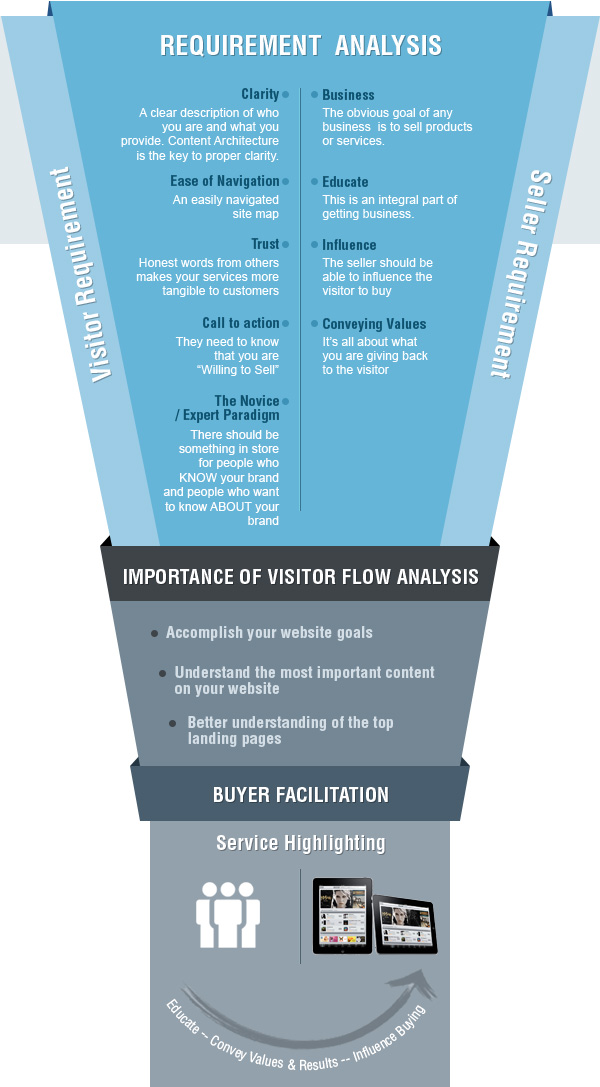 REQUIREMENT ANALYSIS
Visitor Requirement
Clarity
A clear description of who
you are and what you
provide. Content Architecture
is the key to proper clarity.
Ease of Navigation
An easily navigated
site map
Trust
Honest words from others
makes your services more
tangible to customers
Call to action
They need to know
that you are
“Willing to Sell”
The Novice
/ Expert Paradigm
There should be
something in store
for people who
KNOW your brand
and people who want
to know ABOUT your
brand
Seller Requirement
Business
The obvious goal of any
business is to sell products
or services.
Educate
This is an integral part of
getting business.
Influence
The seller should be
able to influence the
visitor to buy
Conveying Values
It's all about what
you are giving back
to the visitor
IMPORTANCE OF VISITOR FLOW ANALYSIS
Accomplish your website goals
Understand the most important content
on your website
Better understanding of the top
landing pages
BUYER FACILITATION
Service Highlighting
Educate -- Convey Values & Results -- Influence Buying